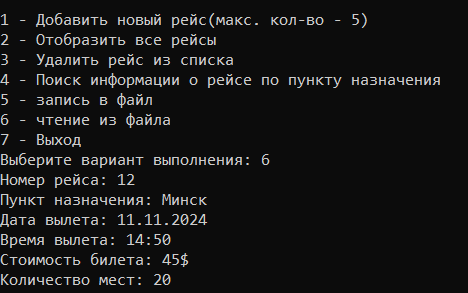 1 - Добавить новый рейс(макс. кол-во - 5)
2 - Отобразить все рейсы
3 - Удалить рейс из списка
4 - Поиск информации о рейсе по пункту назначения
5 - запись в файл
6 - чтение из файла
7 - Выход
Выберите вариант выполнения: 6
Номер рейса: 12
Пункт назначения: Минск
Дата вылета: 11.11.2024
Время вылета: 14:50
Стоимость билета: 45$
Количество мест: 20